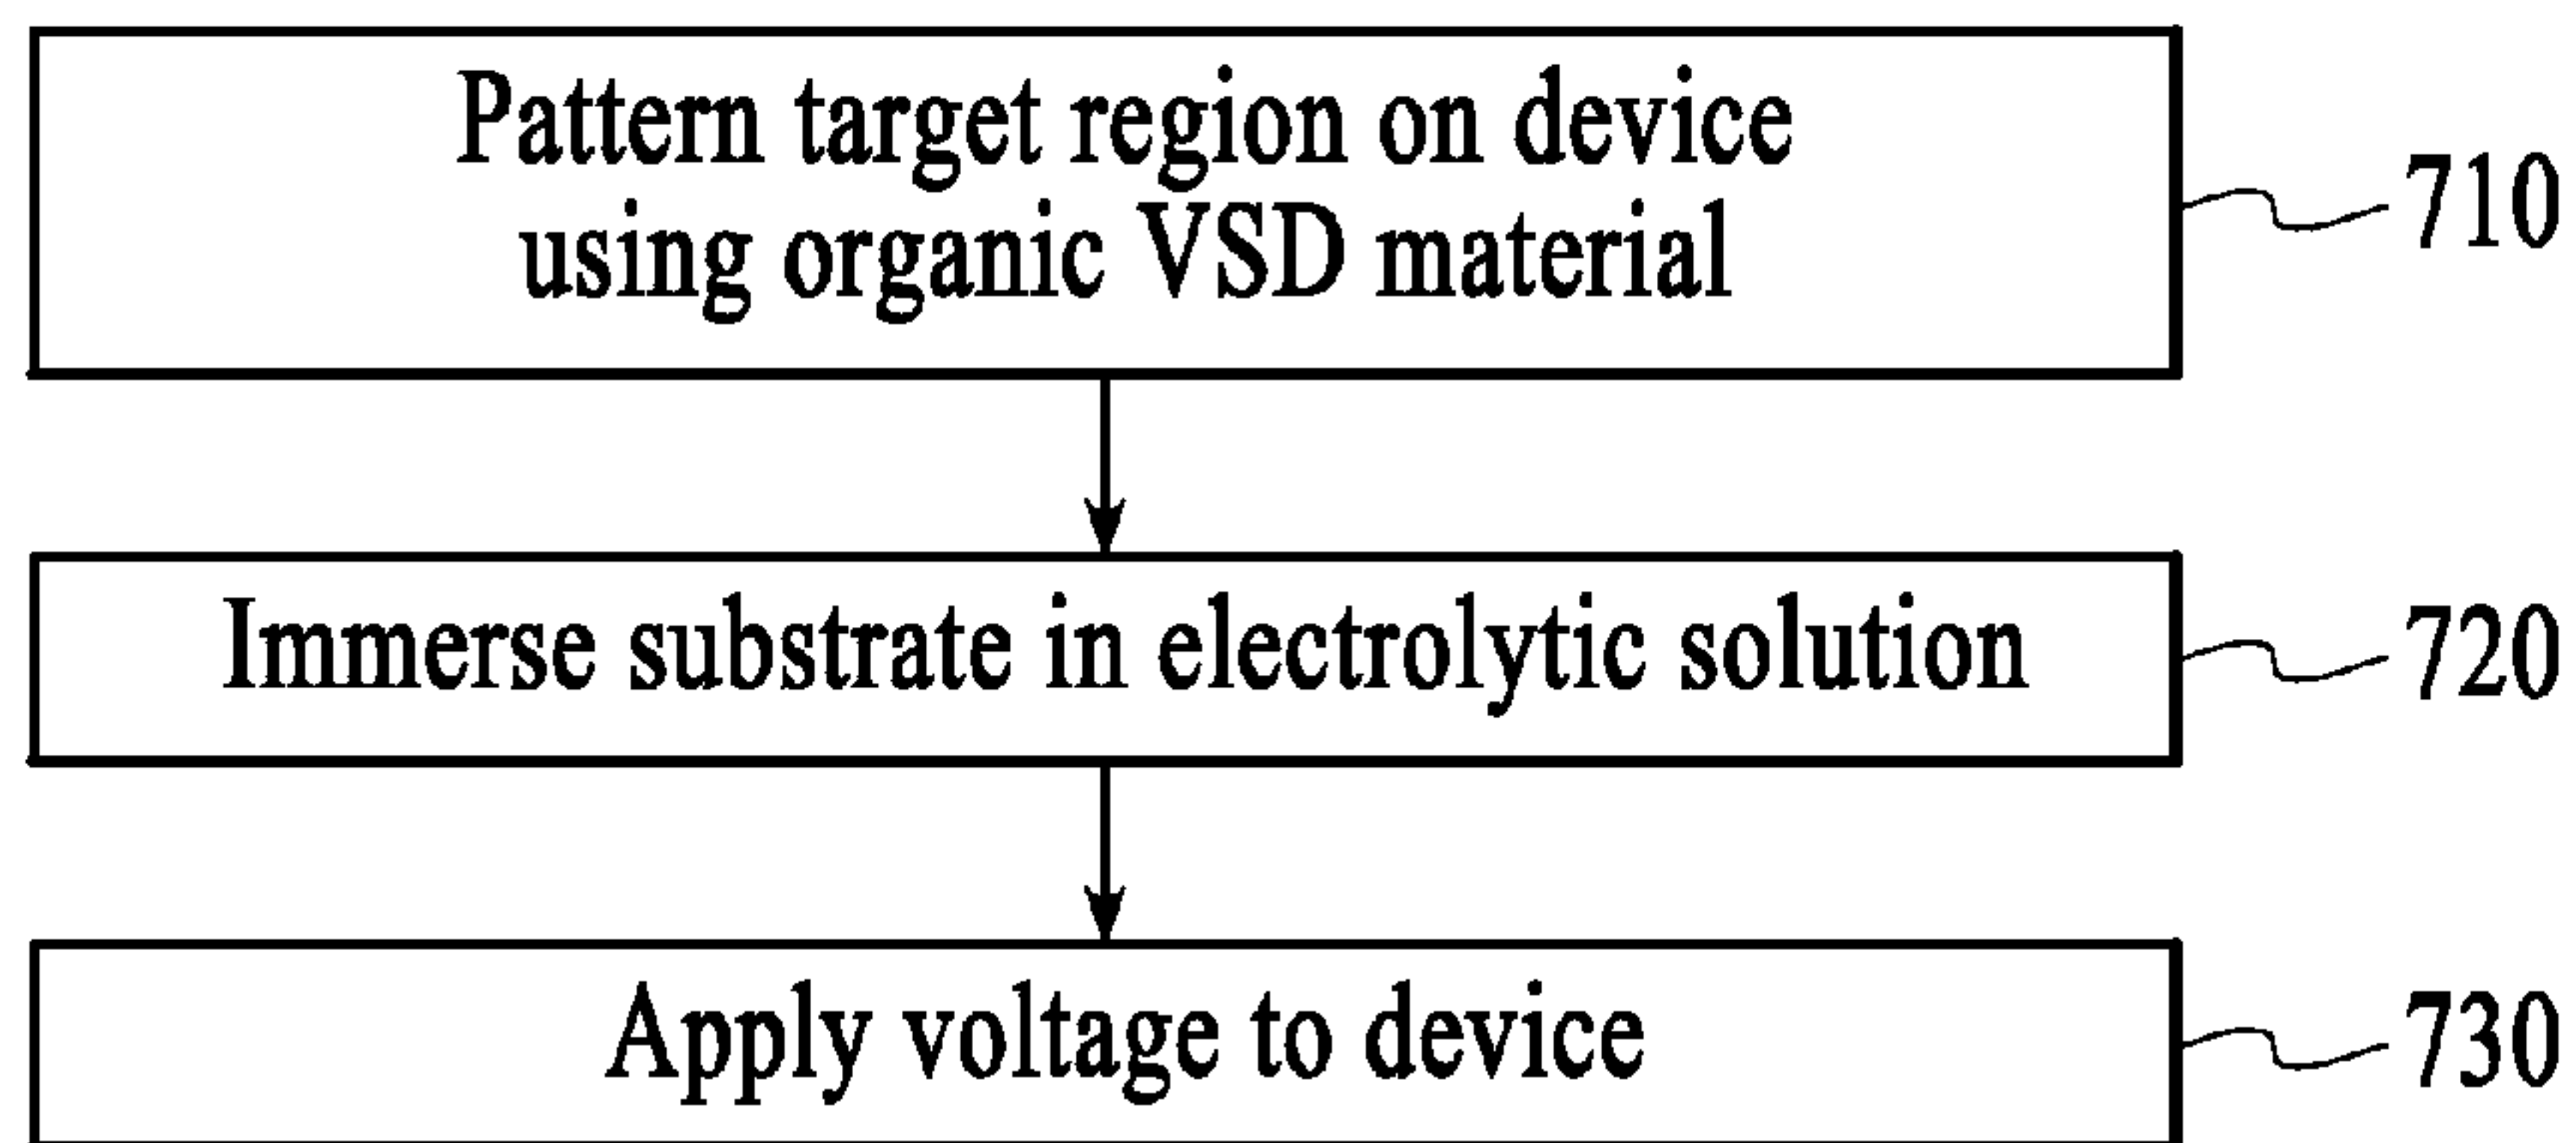 Pattern target region on device
using organic VSD material
710
Immerse substrate in electrolytic solution
720
Apply voltage to device
730